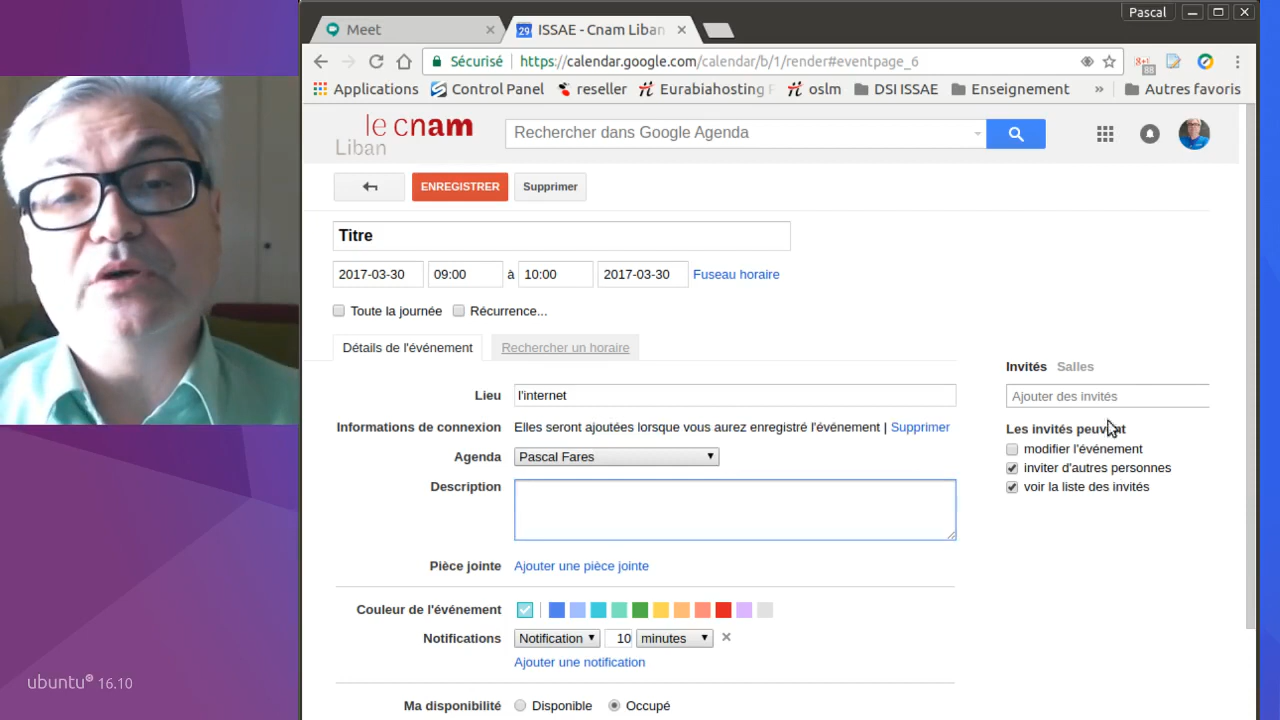 Pascal
Meet
29 ISSAE - Cnam Liban
Sécurisé https://calendar.google.com/calendar/b/1/render#eventpage_6
Applications Control Panel reseller Eurabiahosting oslm DSI ISSAE Enseignement » Autres favoris
le cnam
Liban
Rechercher dans Google Agenda
ENREGISTRER Supprimer
Titre
2017-03-30 09:00 à 10:00 2017-03-30 Fuseau horaire
Toute la journée Récurrence...
Détails de l'événement Rechercher un horaire
Invités Salles
Lieu l'internet
Ajouter des invités
Informations de connexion Elles seront ajoutées lorsque vous aurez enregistré l'événement | Supprimer
Les invités peuvent
modifier l'événement
Agenda Pascal Fares
inviter d'autres personnes
Description
voir la liste des invités
Pièce jointe Ajouter une pièce jointe
Couleur de l'événement
Notifications Notification 10 minutes
Ajouter une notification
ubuntu® 16.10
Ma disponibilité Disponible Occupé